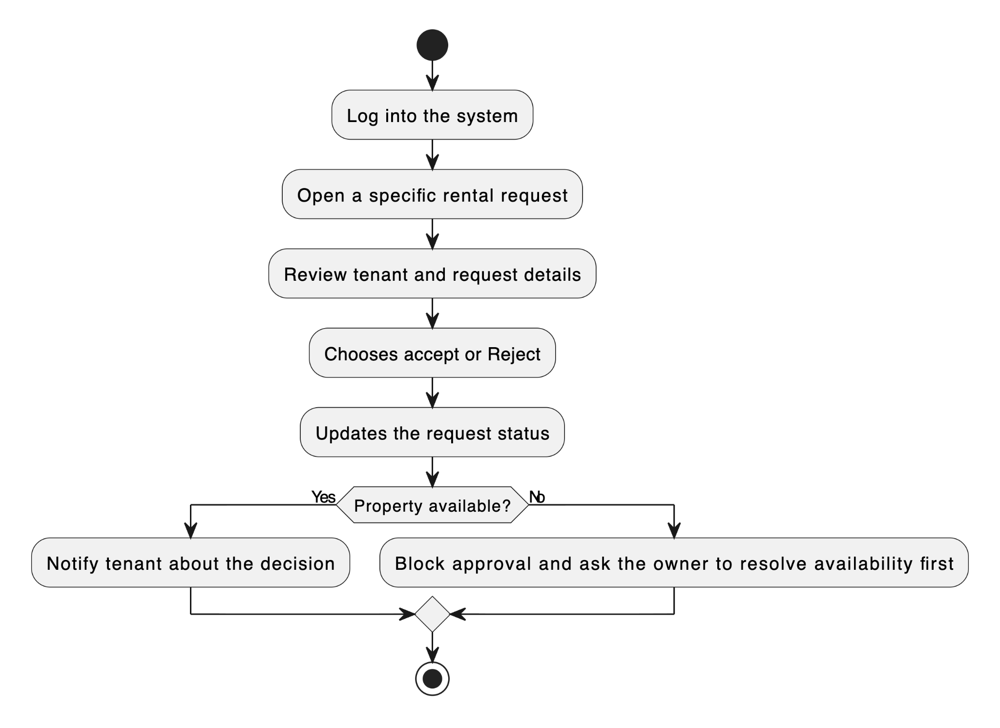 Log into the system
Open a specific rental request
Review tenant and request details
Chooses accept or Reject
Updates the request status
Yes
Property available?
No
Notify tenant about the decision
Block approval and ask the owner to resolve availability first